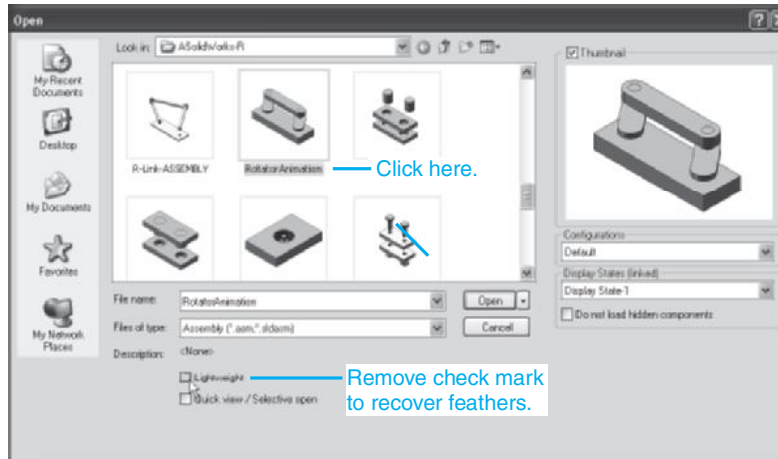 Open
Look in: ASolidWorks-R
My Recent
Documents
Desktop
My Documents
Favorites
My Network
Places
R-Link-ASSEMBLY
RotatorAnimation
Click here.
Thumbnail
Configurations
Default
Display States (linked)
Display State-1
Do not load hidden components
File name: RotatorAnimation
Open
Files of type: Assembly (*.asm;*.sldasm)
Cancel
Description: <None>
Lightweight
Quick view / Selective open
Remove check mark
to recover feathers.